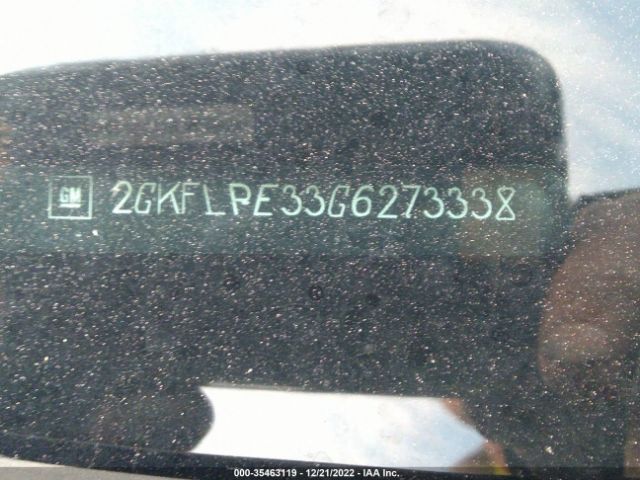 GM 2GKFLPE33G6273338
000-35463119 - 12/21/2022 - IAA Inc.